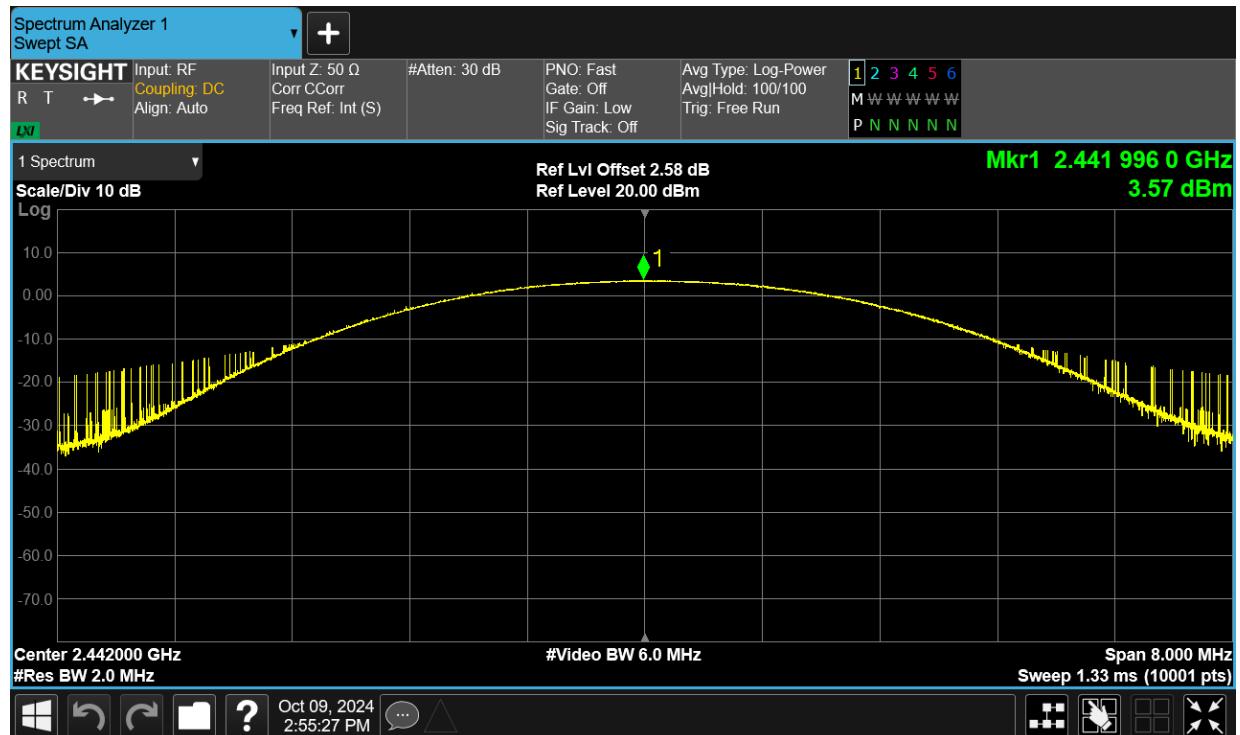 Spectrum Analyzer 1
Swept SA
+
KEYSIGHT
R T
LXI
Input: RF
Coupling: DC
Align: Auto
Input Z: 50 Ω
Corr CCorr
Freq Ref: Int (S)
#Atten: 30 dB
PNO: Fast
Gate: Off
IF Gain: Low
Sig Track: Off
Avg Type: Log-Power
Avg|Hold: 100/100
Trig: Free Run
1 2 3 4 5 6
M W W W W W
P N N N N N
1 Spectrum
Scale/Div 10 dB
Ref Lvl Offset 2.58 dB
Ref Level 20.00 dBm
Mkr1 2.441 996 0 GHz
3.57 dBm
Log
1
10.0
0.00
-10.0
-20.0
-30.0
-40.0
-50.0
-60.0
-70.0
Center 2.442000 GHz
#Res BW 2.0 MHz
#Video BW 6.0 MHz
Span 8.000 MHz
Sweep 1.33 ms (10001 pts)
?
Oct 09, 2024
2:55:27 PM